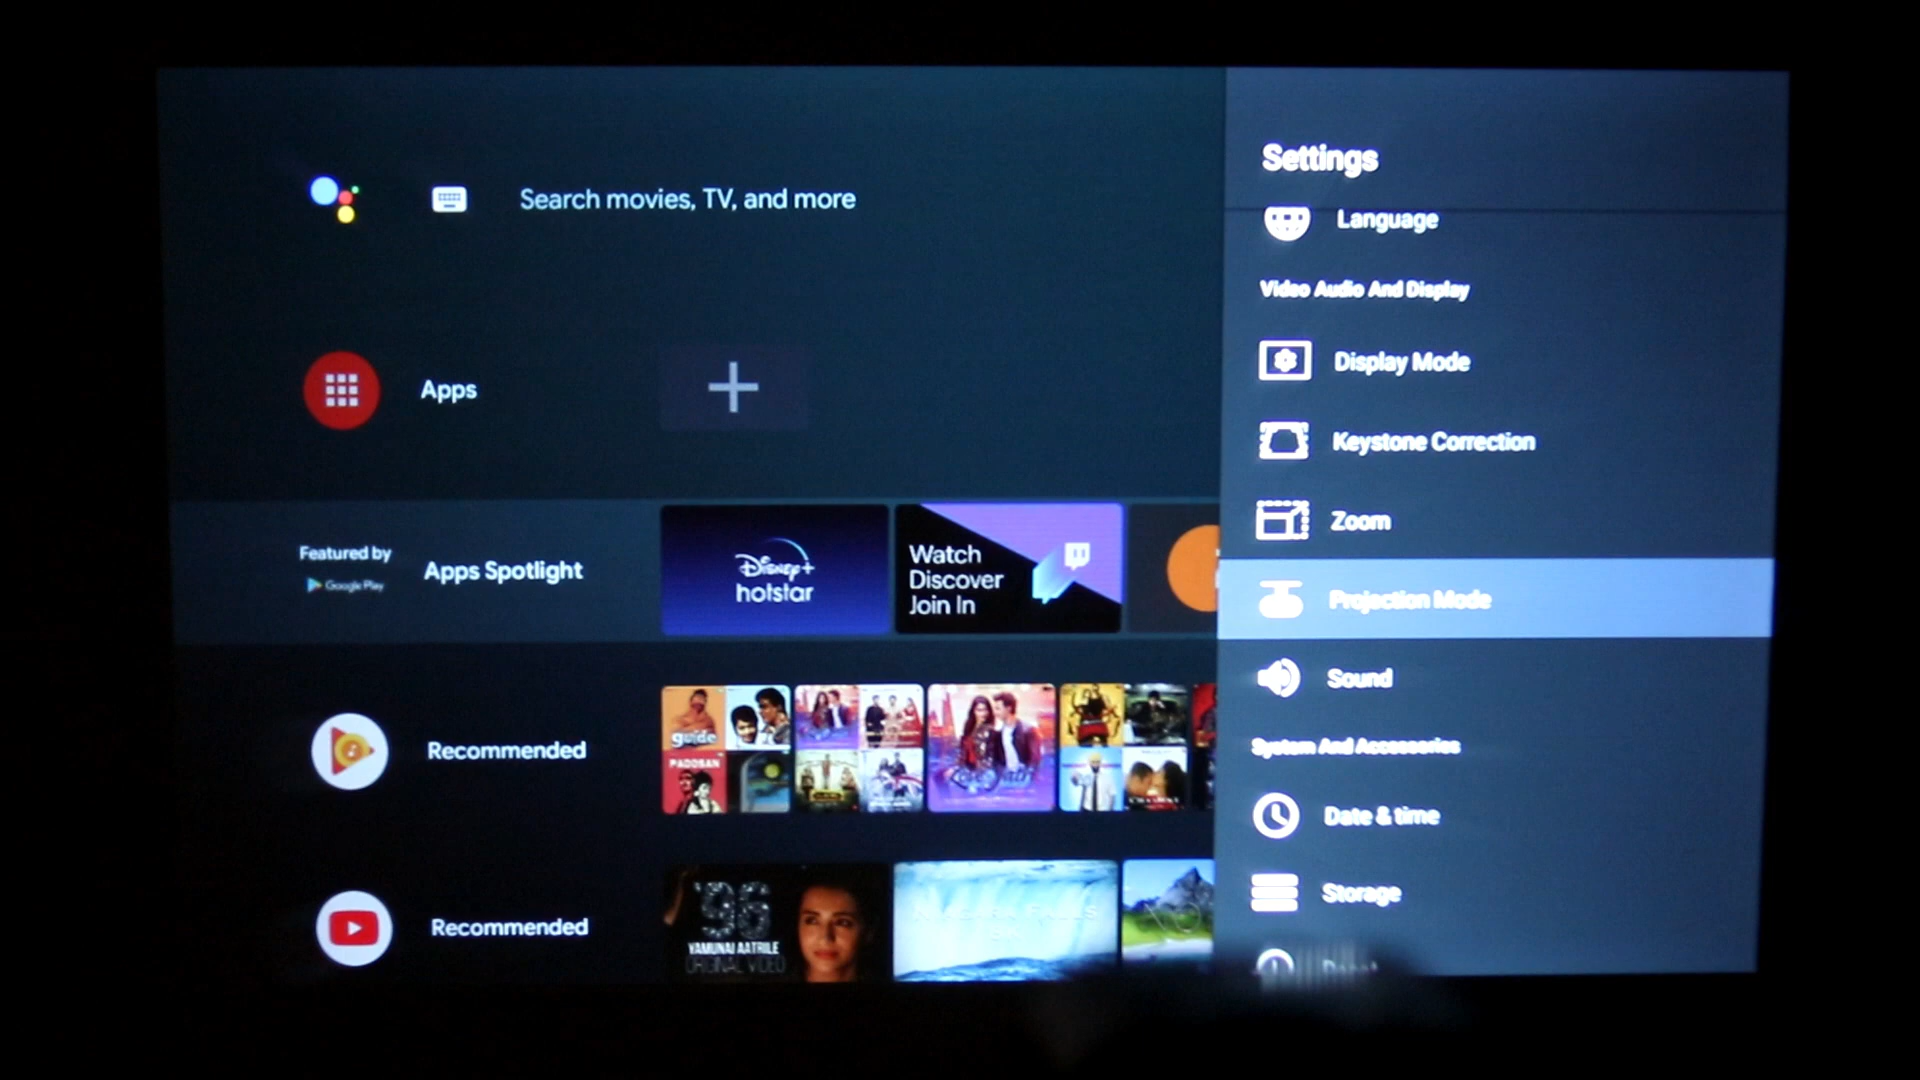 Search movies, TV, and more
Apps
Featured by
Google Play
Apps Spotlight
Disney+
hotstar
Watch
Discover
Join In
Recommended
guide
PADOSAN
Recommended
'96
YAMUNAI AATRILE
ORIGINAL VIDEO
NIAGARA FALLS
Settings
Language
Video Audio And Display
Display Mode
Keystone Correction
Zoom
Projection Mode
Sound
System And Accessories
Date & time
Storage